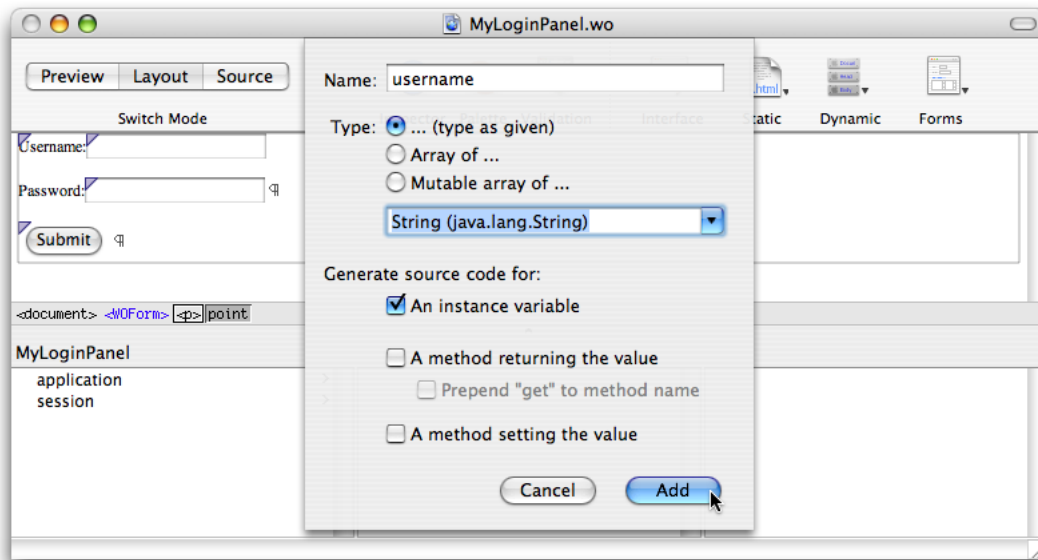 MyLoginPanel.wo
Preview Layout Source
Switch Mode
Name: username
Type: ... (type as given)
Array of ...
Mutable array of ...
String (java.lang.String)
Generate source code for:
An instance variable
A method returning the value
Prepend "get" to method name
A method setting the value
Cancel Add
Palette Validation Interface
html
Static Dynamic Forms
Username:
Password: ¶
Submit ¶
<document> <WOForm> <p> point
MyLoginPanel
application
session